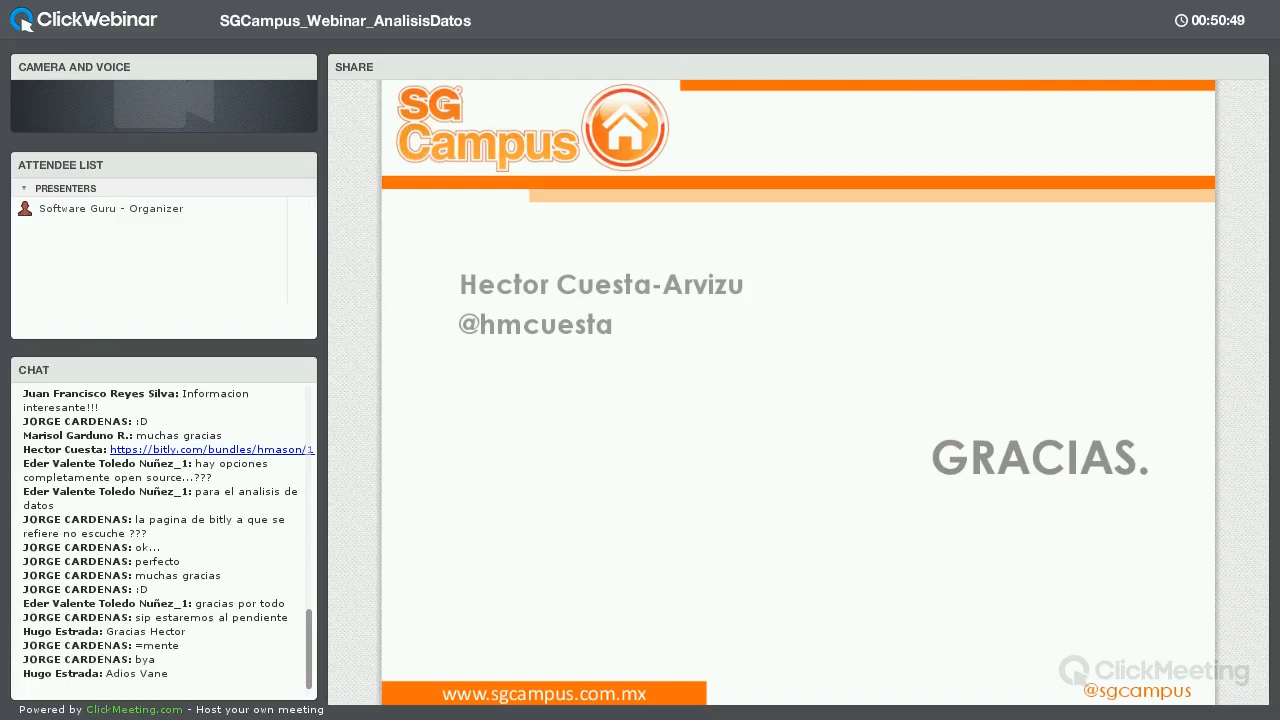 ClickWebinar
SGCampus_Webinar_AnalisisDatos
00:50:49
CAMERA AND VOICE
ATTENDEE LIST
PRESENTERS
Software Guru - Organizer
CHAT
Juan Francisco Reyes Silva: Informacion
interesante!!!
JORGE CARDENAS: :D
Marisol Garduno R.: muchas gracias
Hector Cuesta: https://bitly.com/bundles/hmason/1
Eder Valente Toledo Nuñez_1: hay opciones
completamente open source...???
Eder Valente Toledo Nuñez_1: para el analisis de
datos
JORGE CARDENAS: la pagina de bitly a que se
refiere no escuche ???
JORGE CARDENAS: ok...
JORGE CARDENAS: perfecto
JORGE CARDENAS: muchas gracias
JORGE CARDENAS: :D
Eder Valente Toledo Nuñez_1: gracias por todo
JORGE CARDENAS: sip estaremos al pendiente
Hugo Estrada: Gracias Hector
JORGE CARDENAS: =mente
JORGE CARDENAS: bya
Hugo Estrada: Adios Vane
Powered by ClickMeeting.com - Host your own meeting
SHARE
SG
Campus
Hector Cuesta-Arvizu
@hmcuesta
GRACIAS.
ClickMeeting
www.sgcampus.com.mx
@sgcampus